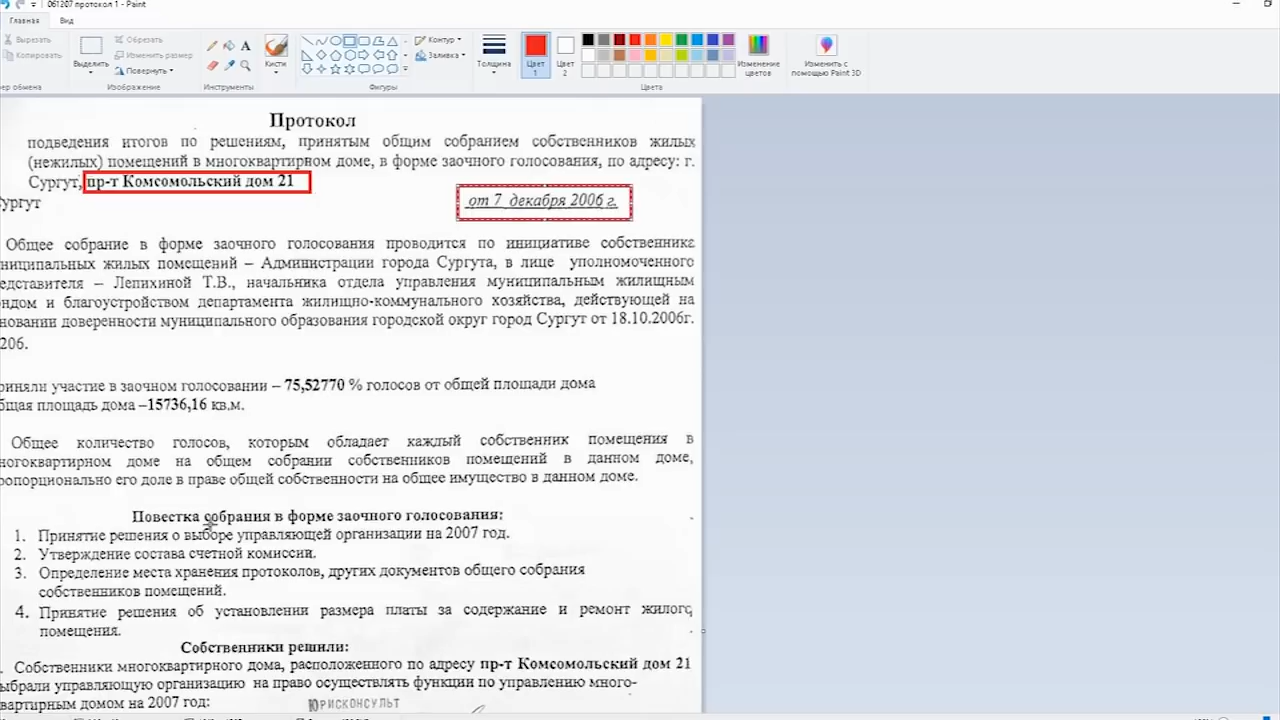 061207 протокол 1 - Paint
Главная Вид
Вырезать
Копировать
Выделить
Обрезать
Изменить размер
Повернуть
Изображение
Инструменты
Кисти
Контур
Заливка
Фигуры
Толщина
Цвет 1
Цвет 2
Цвета
Изменение цветов
Изменить с помощью Paint 3D
Протокол
подведения итогов по решениям, принятым общим собранием собственников жилых
(нежилых) помещений в многоквартирном доме, в форме заочного голосования, по адресу: г.
Сургут, пр-т Комсомольский дом 21
Сургут
от 7 декабря 2006 г.
Общее собрание в форме заочного голосования проводится по инициативе собственника
ниципальных жилых помещений – Администрации города Сургута, в лице уполномоченного
едставителя – Лепихиной Т.В., начальника отдела управления муниципальным жилищным
ондом и благоустройством департамента жилищно-коммунального хозяйства, действующей на
новании доверенности муниципального образования городской округ город Сургут от 18.10.2006г.
206.
риняли участие в заочном голосовании – 75,52770 % голосов от общей площади дома
бщая площадь дома –15736,16 кв.м.
Общее количество голосов, которым обладает каждый собственник помещения в
ногоквартирном доме на общем собрании собственников помещений в данном доме,
ропорционально его доле в праве общей собственности на общее имущество в данном доме.
Повестка собрания в форме заочного голосования:
1. Принятие решения о выборе управляющей организации на 2007 год.
2. Утверждение состава счетной комиссии.
3. Определение места хранения протоколов, других документов общего собрания
собственников помещений.
4. Принятие решения об установлении размера платы за содержание и ремонт жилого
помещения.
Собственники решили:
. Собственники многоквартирного дома, расположенного по адресу пр-т Комсомольский дом 21
ыбрали управляющую организацию на право осуществлять функции по управлению много-
вартирным домом на 2007 год:
ЮРИСКОНСУЛЬТ